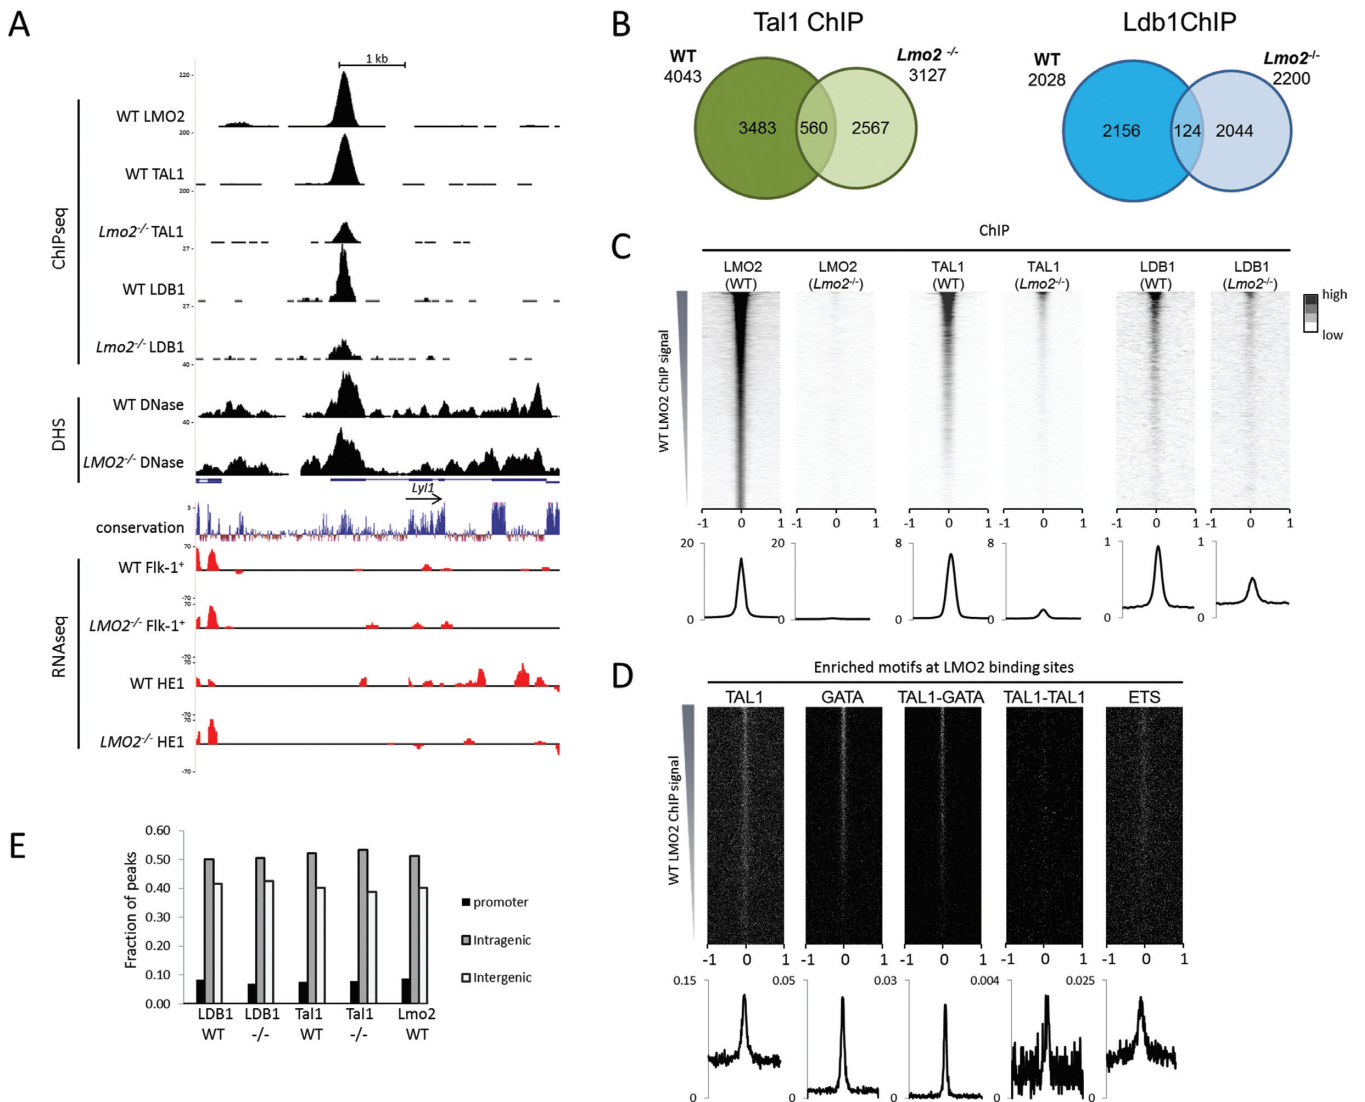 A
1 kb
ChIPseq
220
WT LMO2
200
WT TAL1
200
Lmo2-/- TAL1
27
WT LDB1
27
Lmo2-/- LDB1
DHS
40
WT DNase
40
LMO2-/- DNase
Lyl1
3
conservation
RNAseq
70
WT Flk-1+
-70
70
LMO2-/- Flk-1+
-70
70
WT HE1
-70
70
LMO2-/- HE1
-70
B
Tal1 ChIP
WT
4043
Lmo2 -/-
3127
3483
560
2567
Ldb1ChIP
WT
2028
Lmo2-/-
2200
2156
124
2044
C
ChIP
LMO2 (WT)
LMO2 (Lmo2-/-)
TAL1 (WT)
TAL1 (Lmo2-/-)
LDB1 (WT)
LDB1 (Lmo2-/-)
high
low
WT LMO2 ChIP signal
-1 0 1
-1 0 1
-1 0 1
-1 0 1
-1 0 1
-1 0 1
20
0
20
0
8
0
8
0
1
0
1
0
D
Enriched motifs at LMO2 binding sites
TAL1
GATA
TAL1-GATA
TAL1-TAL1
ETS
WT LMO2 ChIP signal
-1 0 1
-1 0 1
-1 0 1
-1 0 1
-1 0 1
0.15
0
0.05
0
0.03
0
0.004
0
0.025
0
E
Fraction of peaks
0.60
0.50
0.40
0.30
0.20
0.10
0.00
LDB1 WT
LDB1 -/-
Tal1 WT
Tal1 -/-
Lmo2 WT
promoter
Intragenic
Intergenic